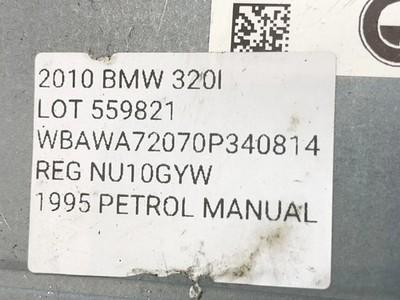 2010 BMW 320I
LOT 559821
WBAWA72070P340814
REG NU10GYW
1995 PETROL MANUAL